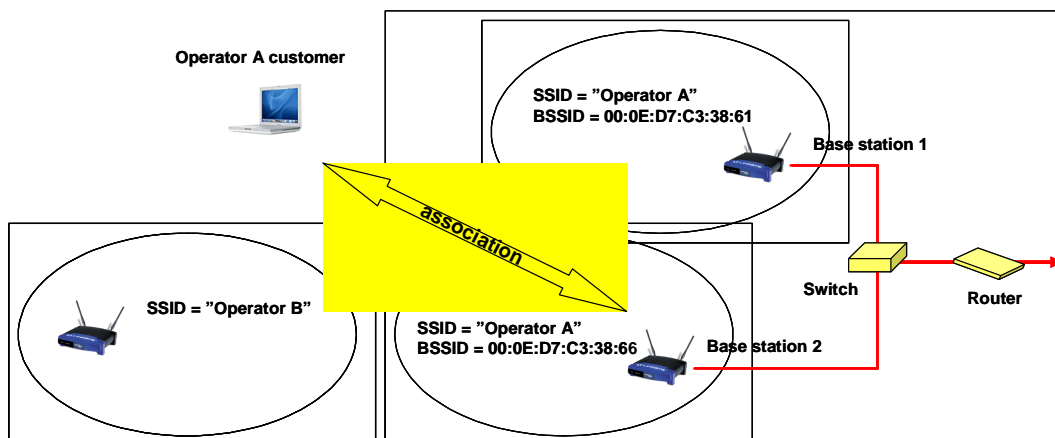 Operator A customer
SSID = ”Operator A”
BSSID = 00:0E:D7:C3:38:61
Base station 1
association
SSID = ”Operator B”
Switch
Router
SSID = ”Operator A”
BSSID = 00:0E:D7:C3:38:66
Base station 2